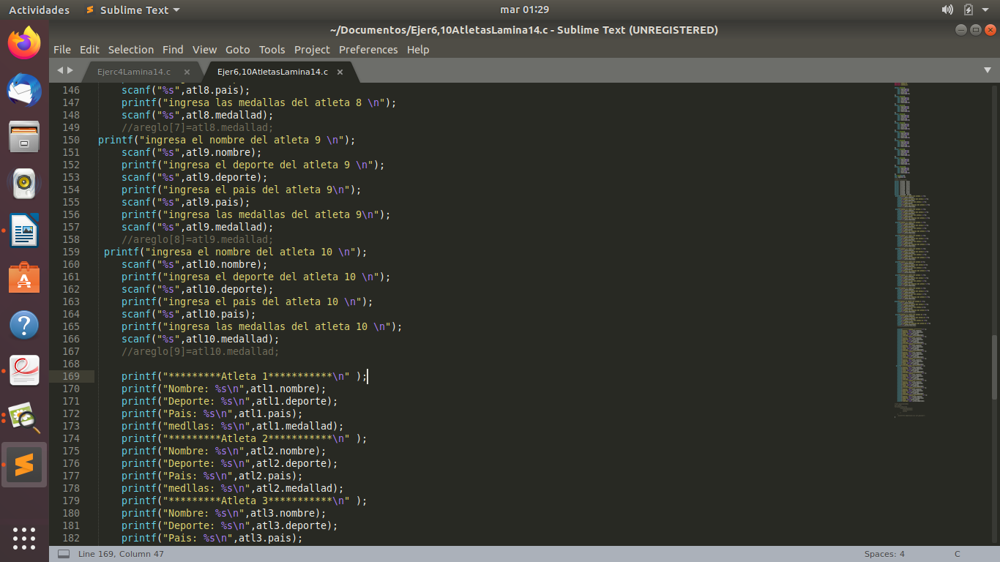 Actividades Sublime Text mar 01:29
~/Documentos/Ejer6,10AtletasLamina14.c - Sublime Text (UNREGISTERED)
File Edit Selection Find View Goto Tools Project Preferences Help
Ejerc4Lamina14.c × Ejer6,10AtletasLamina14.c ×
146 scanf("%s",atl8.pais);
147 printf("ingresa las medallas del atleta 8 \n");
148 scanf("%s",atl8.medallad);
149 //areglo[7]=atl8.medallad;
150 printf("ingresa el nombre del atleta 9 \n");
151 scanf("%s",atl9.nombre);
152 printf("ingresa el deporte del atleta 9 \n");
153 scanf("%s",atl9.deporte);
154 printf("ingresa el pais del atleta 9\n");
155 scanf("%s",atl9.pais);
156 printf("ingresa las medallas del atleta 9\n");
157 scanf("%s",atl9.medallad);
158 //areglo[8]=atl9.medallad;
159 printf("ingresa el nombre del atleta 10 \n");
160 scanf("%s",atl10.nombre);
161 printf("ingresa el deporte del atleta 10 \n");
162 scanf("%s",atl10.deporte);
163 printf("ingresa el pais del atleta 10 \n");
164 scanf("%s",atl10.pais);
165 printf("ingresa las medallas del atleta 10 \n");
166 scanf("%s",atl10.medallad);
167 //areglo[9]=atl10.medallad;
168
169 printf("*********Atleta 1***********\n" );
170 printf("Nombre: %s\n",atl1.nombre);
171 printf("Deporte: %s\n",atl1.deporte);
172 printf("Pais: %s\n",atl1.pais);
173 printf("medllas: %s\n",atl1.medallad);
174 printf("*********Atleta 2***********\n" );
175 printf("Nombre: %s\n",atl2.nombre);
176 printf("Deporte: %s\n",atl2.deporte);
177 printf("Pais: %s\n",atl2.pais);
178 printf("medllas: %s\n",atl2.medallad);
179 printf("*********Atleta 3***********\n" );
180 printf("Nombre: %s\n",atl3.nombre);
181 printf("Deporte: %s\n",atl3.deporte);
182 printf("Pais: %s\n",atl3.pais);
Line 169, Column 47 Spaces: 4 C